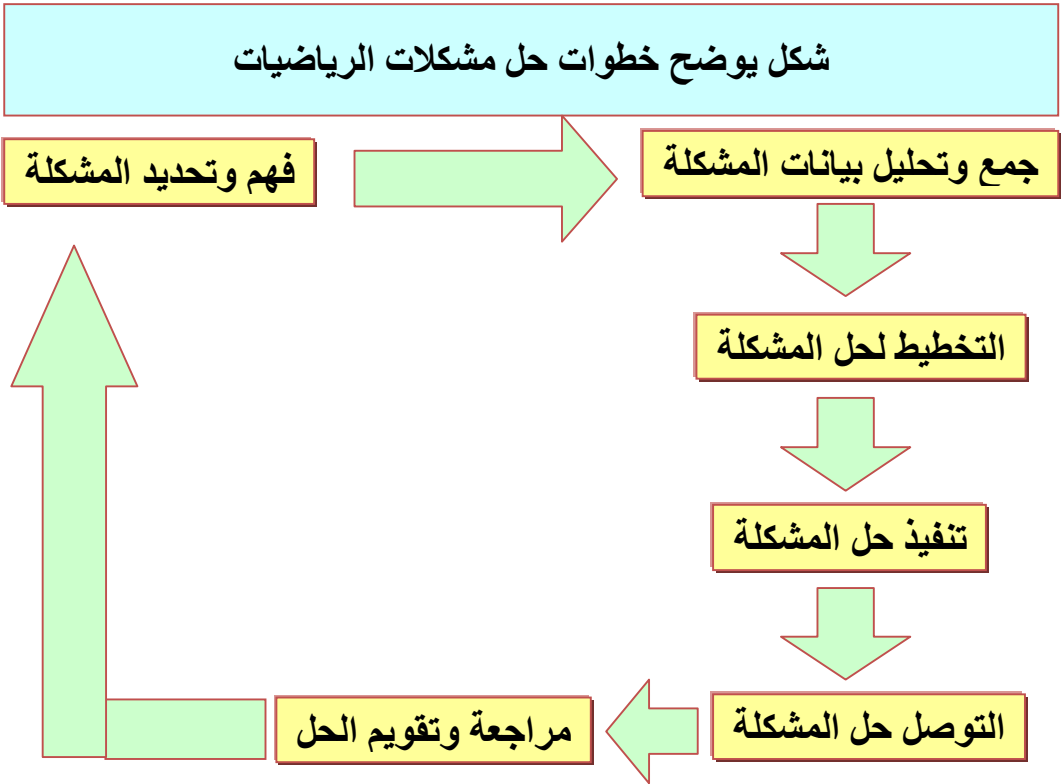 شكل يوضح خطوات حل مشكلات الرياضيات
فهم وتحديد المشكلة
جمع وتحليل بيانات المشكلة
التخطيط لحل المشكلة
تنفيذ حل المشكلة
التوصل حل المشكلة
مراجعة وتقويم الحل